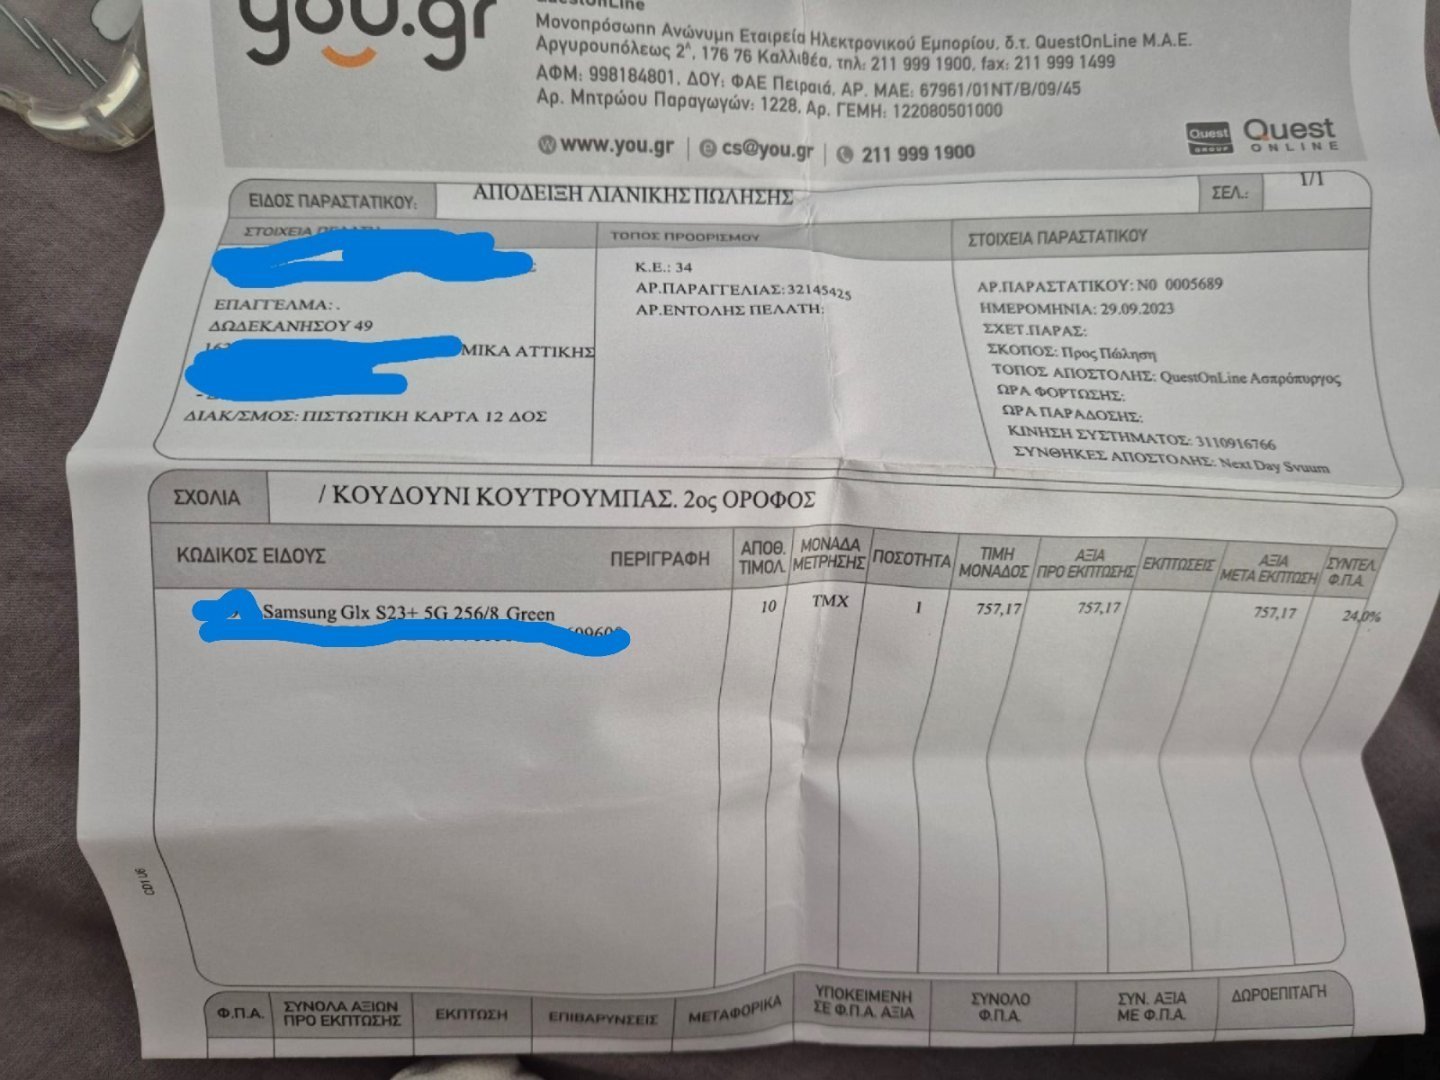 you.gr
QuestOnLine
Μονοπρόσωπη Ανώνυμη Εταιρεία Ηλεκτρονικού Εμπορίου, δ.τ. QuestOnLine Μ.Α.Ε.
Αργυρουπόλεως 2Α, 176 76 Καλλιθέα, τηλ: 211 999 1900, fax: 211 999 1499
ΑΦΜ: 998184801, ΔΟΥ: ΦΑΕ Πειραιά, ΑΡ. ΜΑΕ: 67961/01ΝΤ/Β/09/45
Αρ. Μητρώου Παραγωγών: 1228, Αρ. ΓΕΜΗ: 122080501000
www.you.gr | cs@you.gr | 211 999 1900
Quest GROUP Quest ONLINE
ΕΙΔΟΣ ΠΑΡΑΣΤΑΤΙΚΟΥ: ΑΠΟΔΕΙΞΗ ΛΙΑΝΙΚΗΣ ΠΩΛΗΣΗΣ ΣΕΛ.: 1/1
ΣΤΟΙΧΕΙΑ ΤΟΠΟΣ ΠΡΟΟΡΙΣΜΟΥ ΣΤΟΙΧΕΙΑ ΠΑΡΑΣΤΑΤΙΚΟΥ
ΕΠΑΓΓΕΛΜΑ: .
ΔΩΔΕΚΑΝΗΣΟΥ 49
ΜΙΚΑ ΑΤΤΙΚΗΣ
ΔΙΑΚ/ΣΜΟΣ: ΠΙΣΤΩΤΙΚΗ ΚΑΡΤΑ 12 ΔΟΣ
Κ.Ε.: 34
ΑΡ.ΠΑΡΑΓΓΕΛΙΑΣ: 32145425
ΑΡ.ΕΝΤΟΛΗΣ ΠΕΛΑΤΗ:
ΑΡ.ΠΑΡΑΣΤΑΤΙΚΟΥ: Ν0 0005689
ΗΜΕΡΟΜΗΝΙΑ: 29.09.2023
ΣΧΕΤ.ΠΑΡΑΣ:
ΣΚΟΠΟΣ: Προς Πώληση
ΤΟΠΟΣ ΑΠΟΣΤΟΛΗΣ: QuestOnLine Ασπρόπυργος
ΩΡΑ ΦΟΡΤΩΣΗΣ:
ΩΡΑ ΠΑΡΑΔΟΣΗΣ:
ΚΙΝΗΣΗ ΣΥΣΤΗΜΑΤΟΣ: 3110916766
ΣΥΝΘΗΚΕΣ ΑΠΟΣΤΟΛΗΣ: Next Day Svuum
ΣΧΟΛΙΑ / ΚΟΥΔΟΥΝΙ ΚΟΥΤΡΟΥΜΠΑΣ. 2ος ΟΡΟΦΟΣ
ΚΩΔΙΚΟΣ ΕΙΔΟΥΣ ΠΕΡΙΓΡΑΦΗ ΑΠΟΘ. ΤΙΜΟΛ. ΜΟΝΑΔΑ ΜΕΤΡΗΣΗΣ ΠΟΣΟΤΗΤΑ ΤΙΜΗ ΜΟΝΑΔΟΣ ΑΞΙΑ ΠΡΟ ΕΚΠΤΩΣΗΣ ΕΚΠΤΩΣΕΙΣ ΑΞΙΑ ΜΕΤΑ ΕΚΠΤΩΣΗ ΣΥΝΤΕΛ. Φ.Π.Α.
Samsung Glx S23+ 5G 256/8 Green 10 ΤΜΧ 1 757,17 757,17 757,17 24,0%
Φ.Π.Α. ΣΥΝΟΛΑ ΑΞΙΩΝ ΠΡΟ ΕΚΠΤΩΣΗΣ ΕΚΠΤΩΣΗ ΕΠΙΒΑΡΥΝΣΕΙΣ ΜΕΤΑΦΟΡΙΚΑ ΥΠΟΚΕΙΜΕΝΗ ΣΕ Φ.Π.Α. ΑΞΙΑ ΣΥΝΟΛΟ Φ.Π.Α. ΣΥΝ. ΑΞΙΑ ΜΕ Φ.Π.Α. ΔΩΡΟΕΠΙΤΑΓΗ